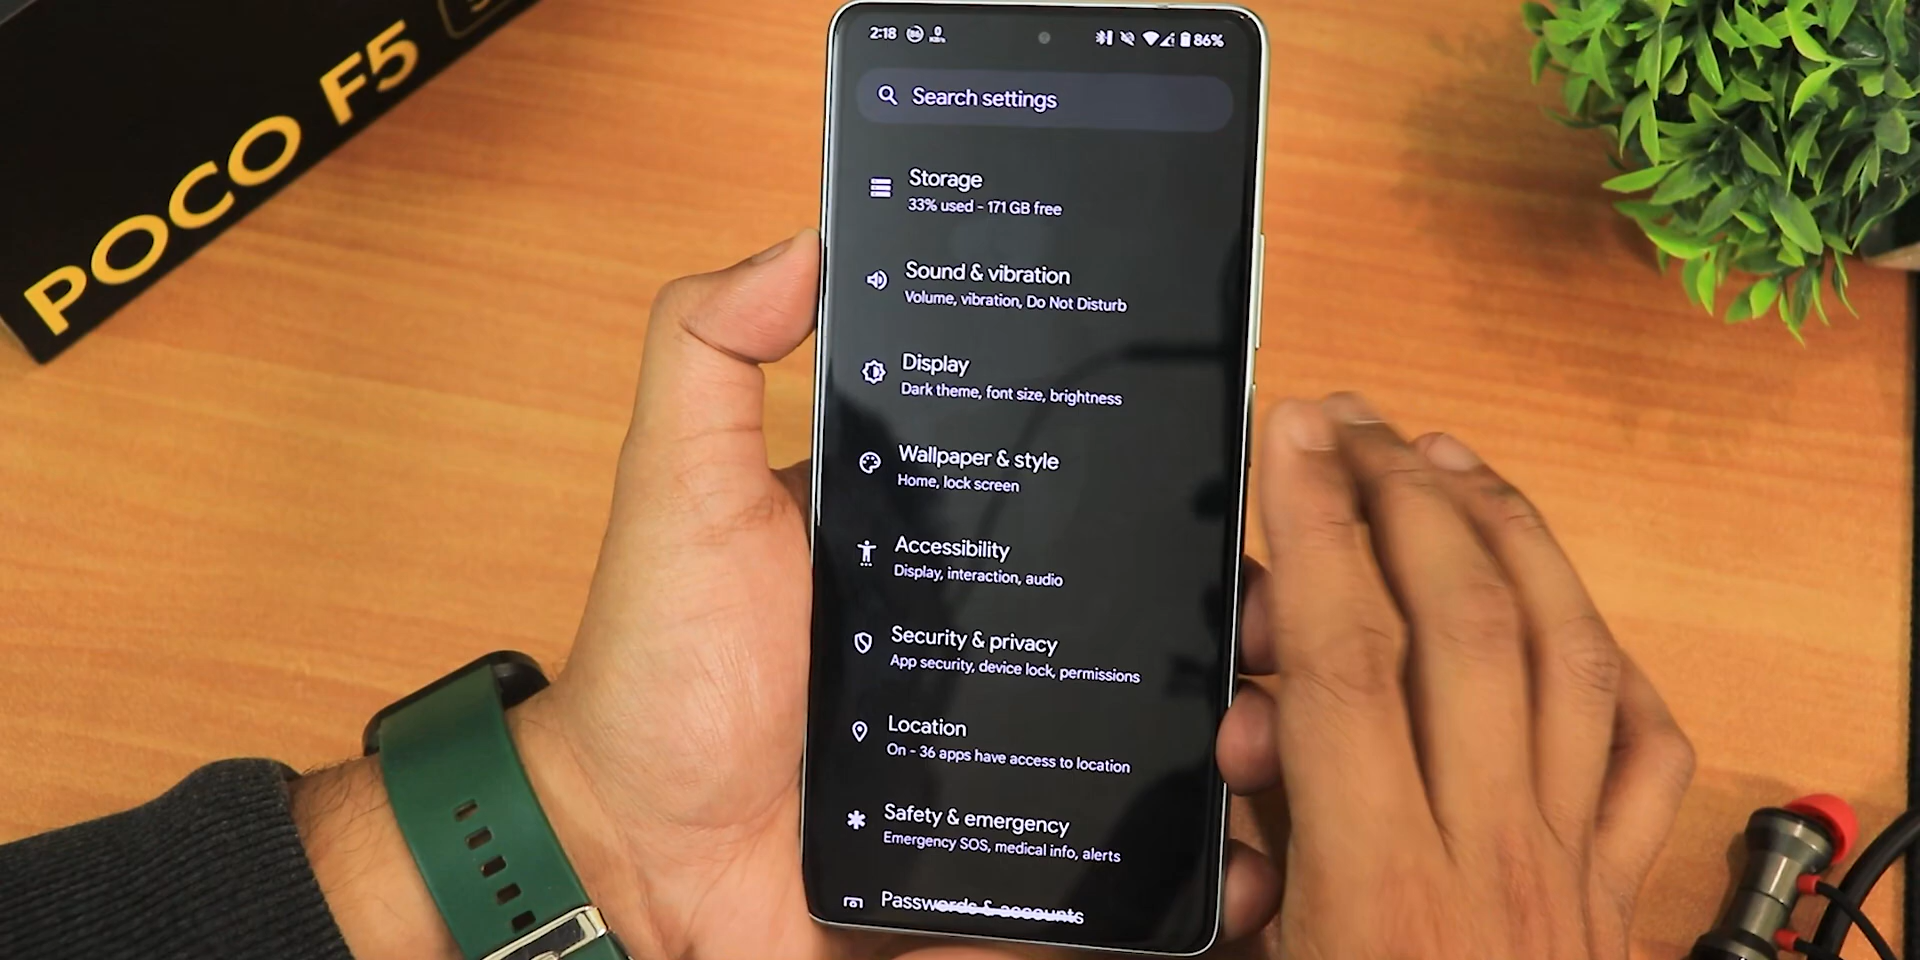 POCO F5
2:18
86%
Search settings
Storage
33% used - 171 GB free
Sound & vibration
Volume, vibration, Do Not Disturb
Display
Dark theme, font size, brightness
Wallpaper & style
Home, lock screen
Accessibility
Display, interaction, audio
Security & privacy
App security, device lock, permissions
Location
On - 36 apps have access to location
Safety & emergency
Emergency SOS, medical info, alerts
Passwords & accounts